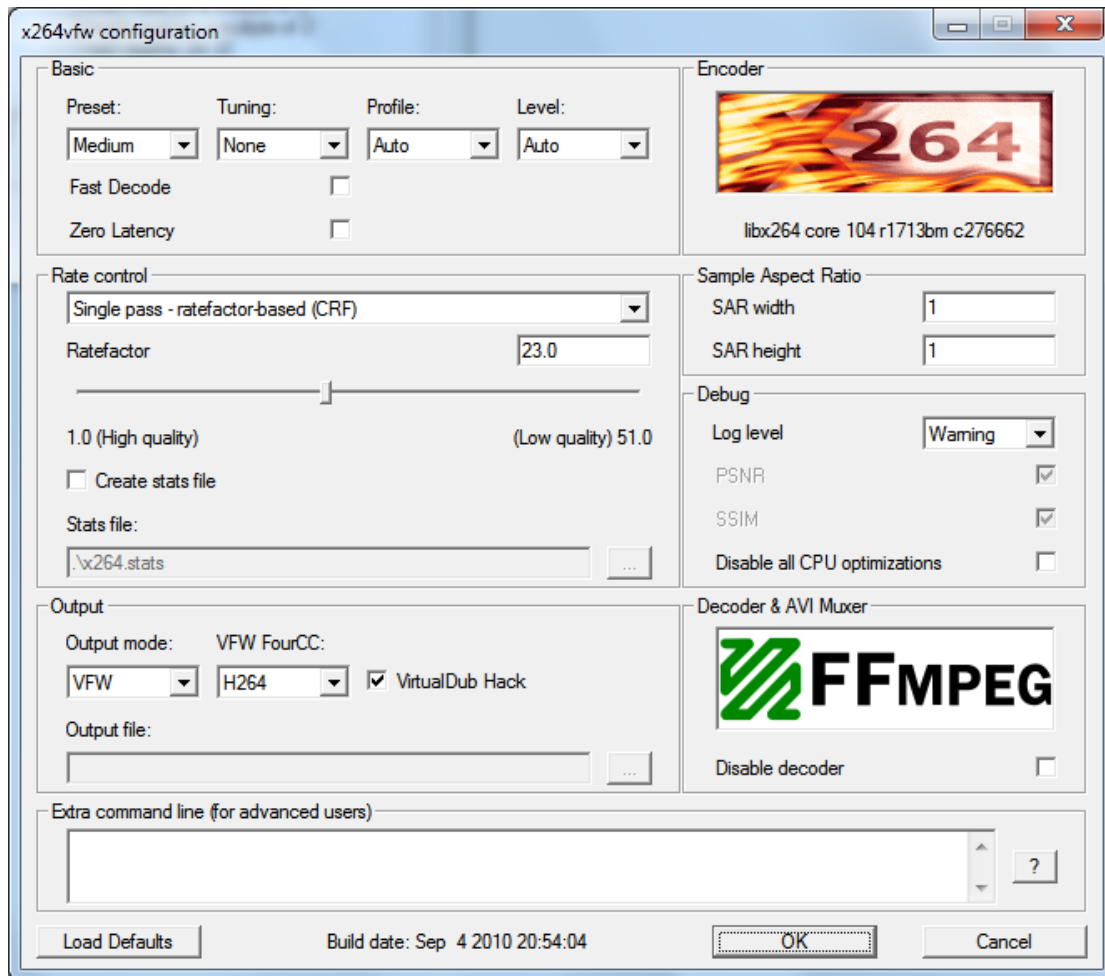 x264vfw configuration
Basic
Preset:
Tuning:
Profile:
Level:
Medium
None
Auto
Auto
Fast Decode
Zero Latency
Encoder
264
libx264 core 104 r1713bm c276662
Rate control
Single pass - ratefactor-based (CRF)
Ratefactor
23.0
1.0 (High quality)
(Low quality) 51.0
Create stats file
Stats file:
.\x264.stats
...
Sample Aspect Ratio
SAR width
1
SAR height
1
Debug
Log level
Warning
PSNR
SSIM
Disable all CPU optimizations
Output
Output mode:
VFW FourCC:
VFW
H264
VirtualDub Hack
Output file:
...
Decoder & AVI Muxer
FFMPEG
Disable decoder
Extra command line (for advanced users)
?
Load Defaults
Build date: Sep  4 2010 20:54:04
OK
Cancel